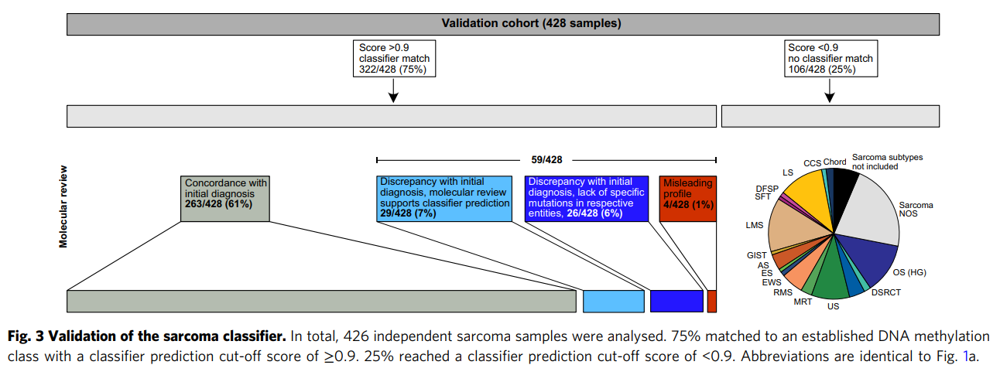 Validation cohort (428 samples)
Score >0.9
classifier match
322/428 (75%)
Score <0.9
no classifier match
106/428 (25%)
Molecular review
59/428
Concordance with
initial diagnosis
263/428 (61%)
Discrepancy with initial
diagnosis, molecular review
supports classifier prediction
29/428 (7%)
Discrepancy with initial
diagnosis, lack of specific
mutations in respective
entities, 26/428 (6%)
Misleading
profile
4/428 (1%)
Sarcoma subtypes
not included
Sarcoma
NOS
OS (HG)
DSRCT
US
MRT
RMS
EWS
ES
AS
GIST
LMS
SFT
DFSP
LS
CCS
Chord
Fig. 3 Validation of the sarcoma classifier. In total, 426 independent sarcoma samples were analysed. 75% matched to an established DNA methylation
class with a classifier prediction cut-off score of ≥0.9. 25% reached a classifier prediction cut-off score of <0.9. Abbreviations are identical to Fig. 1a.